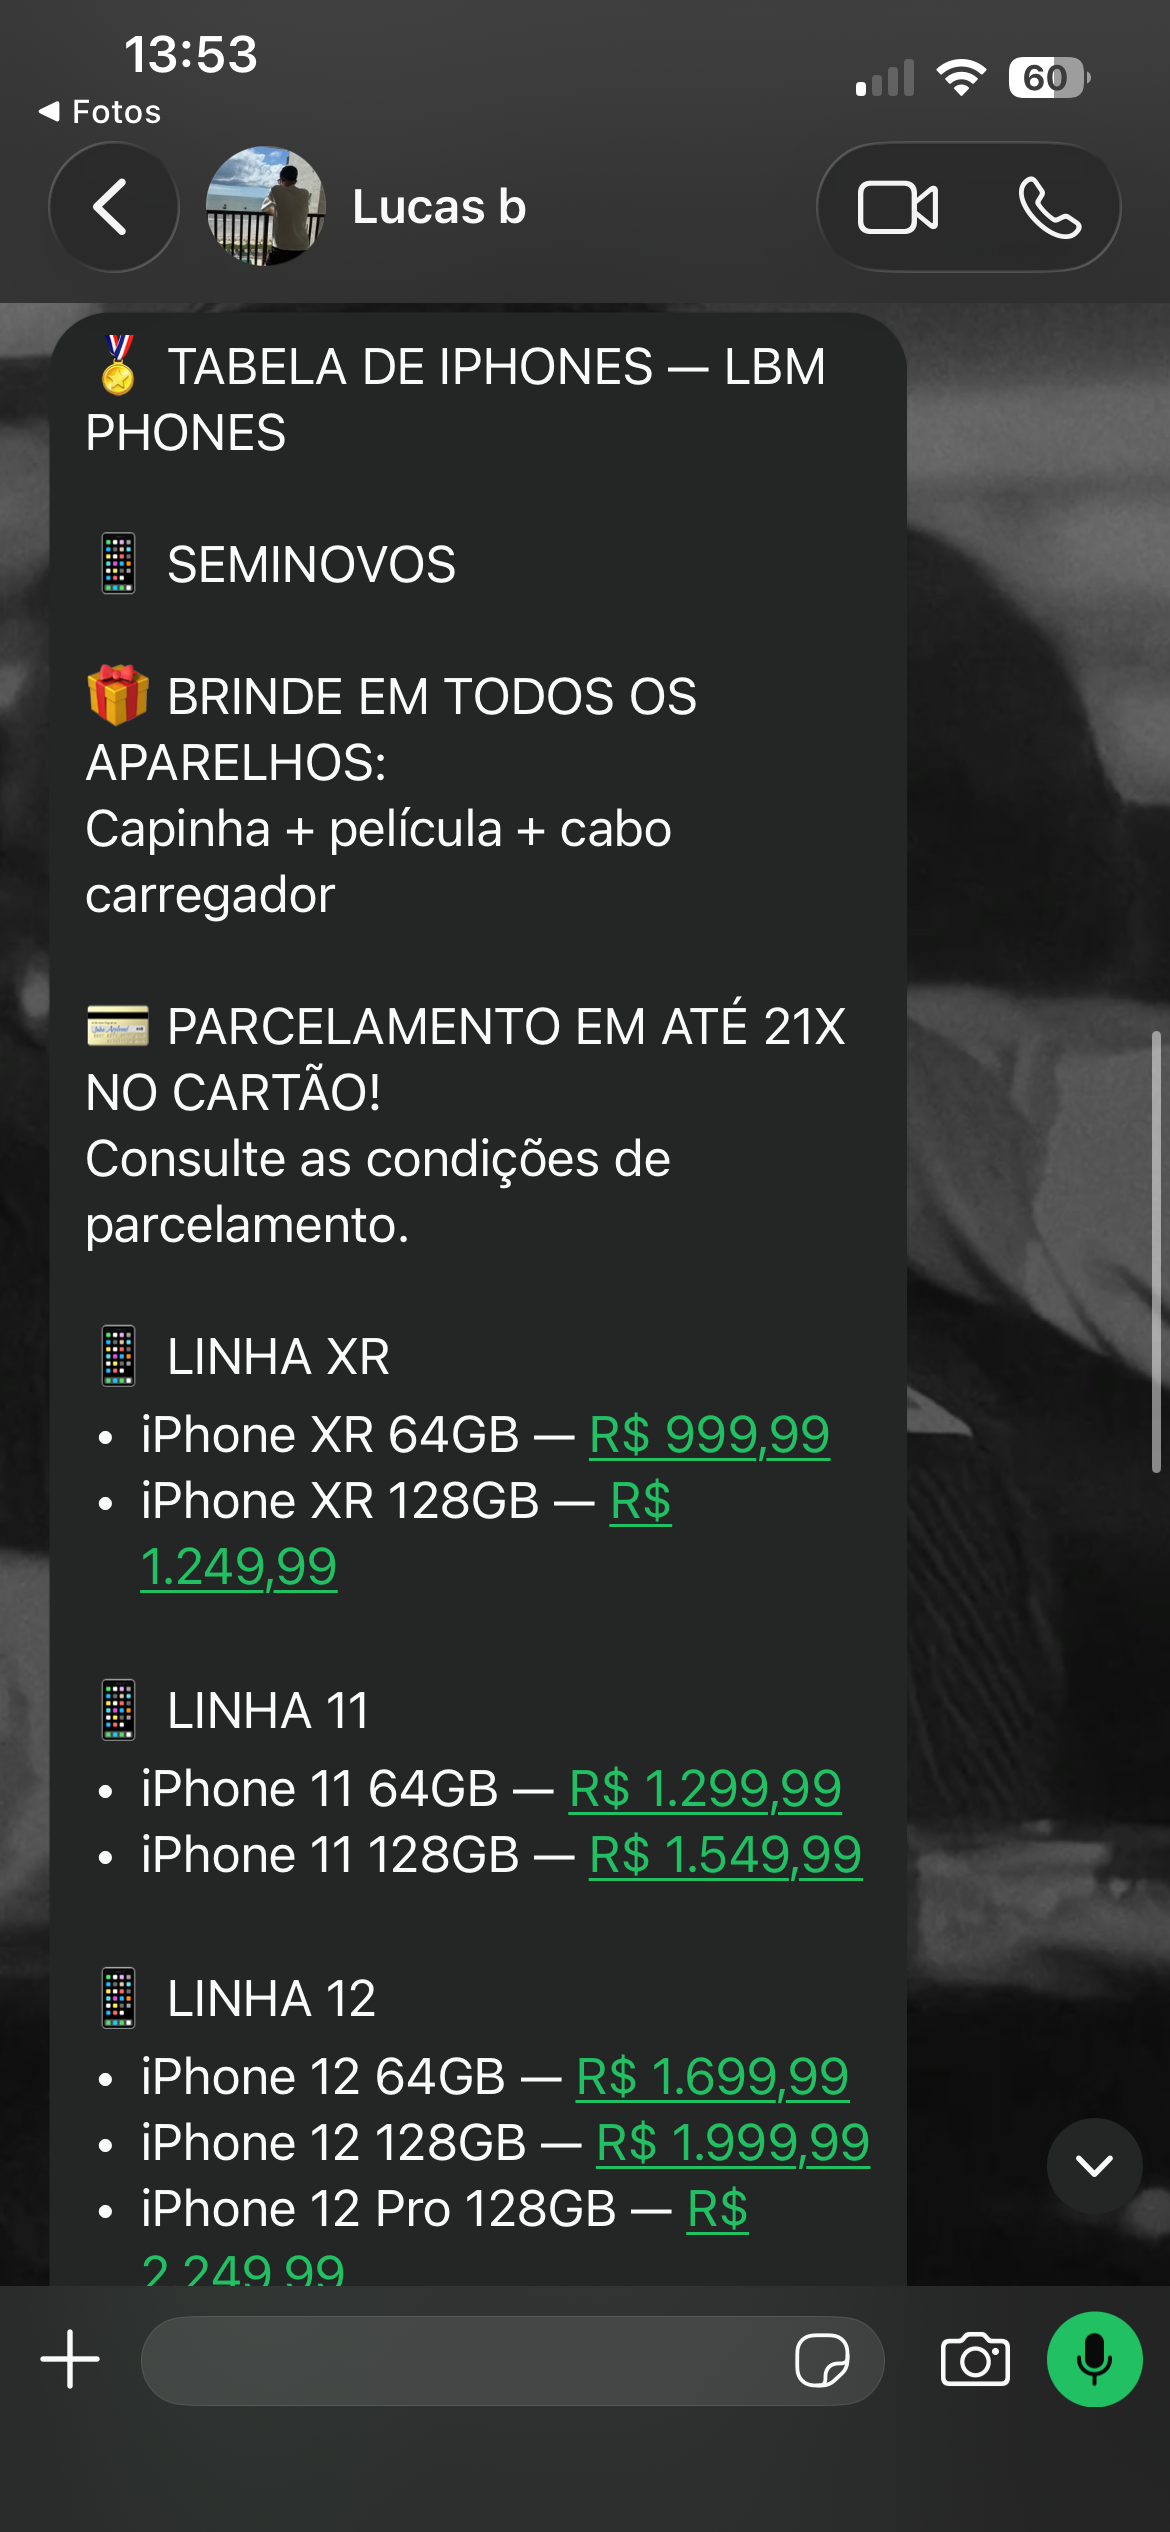 13:53
60
◀ Fotos
Lucas b
🏅 TABELA DE IPHONES — LBM
PHONES
📱 SEMINOVOS
🎁 BRINDE EM TODOS OS
APARELHOS:
Capinha + película + cabo
carregador
💳 PARCELAMENTO EM ATÉ 21X
NO CARTÃO!
Consulte as condições de
parcelamento.
📱 LINHA XR
• iPhone XR 64GB — R$ 999,99
• iPhone XR 128GB — R$
1.249,99
📱 LINHA 11
• iPhone 11 64GB — R$ 1.299,99
• iPhone 11 128GB — R$ 1.549,99
📱 LINHA 12
• iPhone 12 64GB — R$ 1.699,99
• iPhone 12 128GB — R$ 1.999,99
• iPhone 12 Pro 128GB — R$
2.249,99